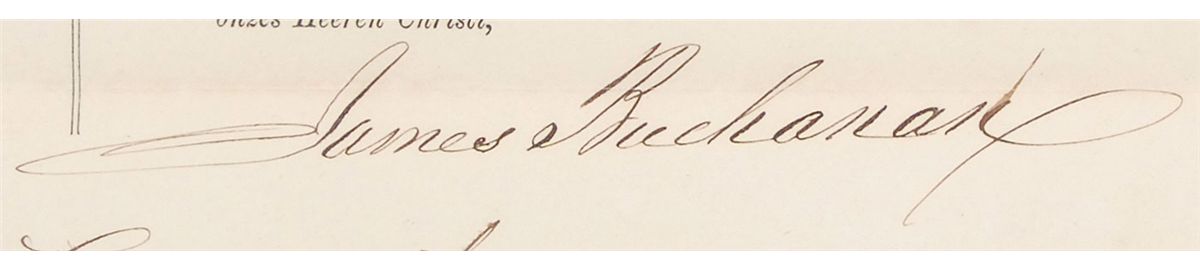 onzes Heeren Christi,
James Buchanan